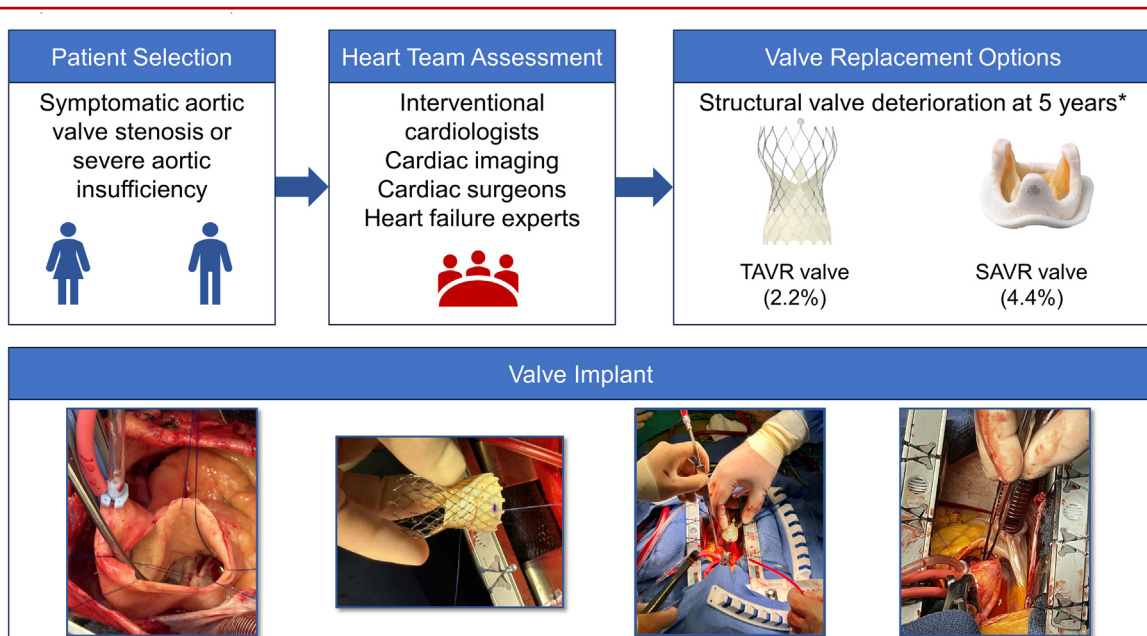 Patient Selection
Symptomatic aortic
valve stenosis or
severe aortic
insufficiency
Heart Team Assessment
Interventional
cardiologists
Cardiac imaging
Cardiac surgeons
Heart failure experts
Valve Replacement Options
Structural valve deterioration at 5 years*
TAVR valve
(2.2%)
SAVR valve
(4.4%)
Valve Implant